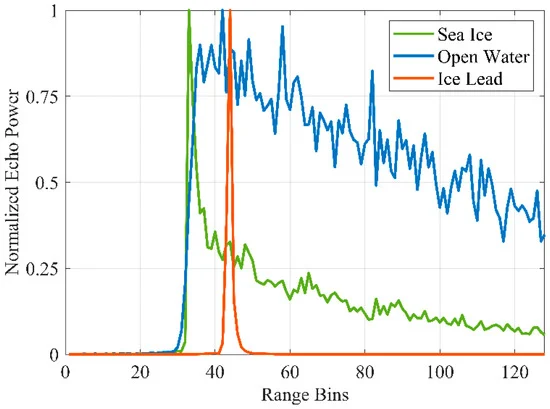 Sea Ice
Open Water
Ice Lead
Normalized Echo Power
1
0.75
0.5
0.25
0
0 20 40 60 80 100 120
Range Bins